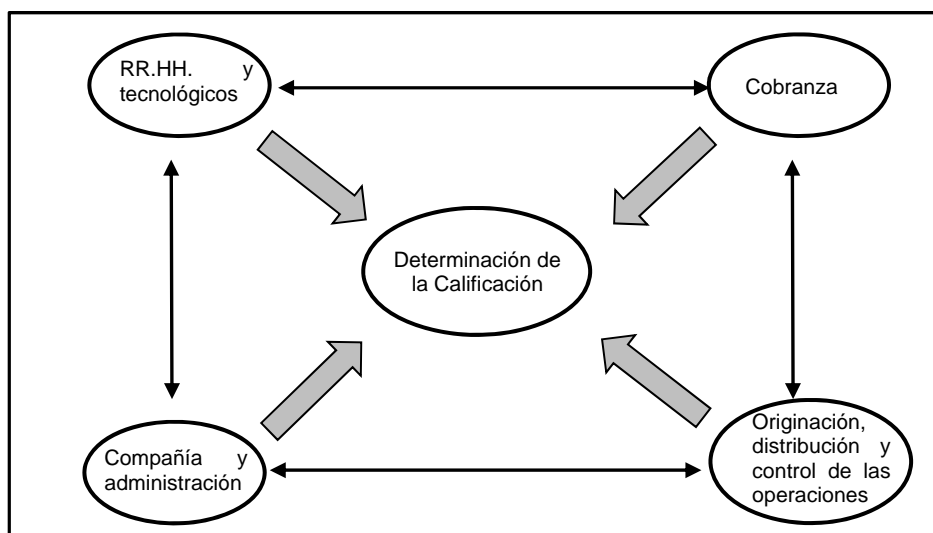 RR.HH. y
tecnológicos
Cobranza
Determinación de
la Calificación
Compañía y
administración
Originación,
distribución y
control de las
operaciones